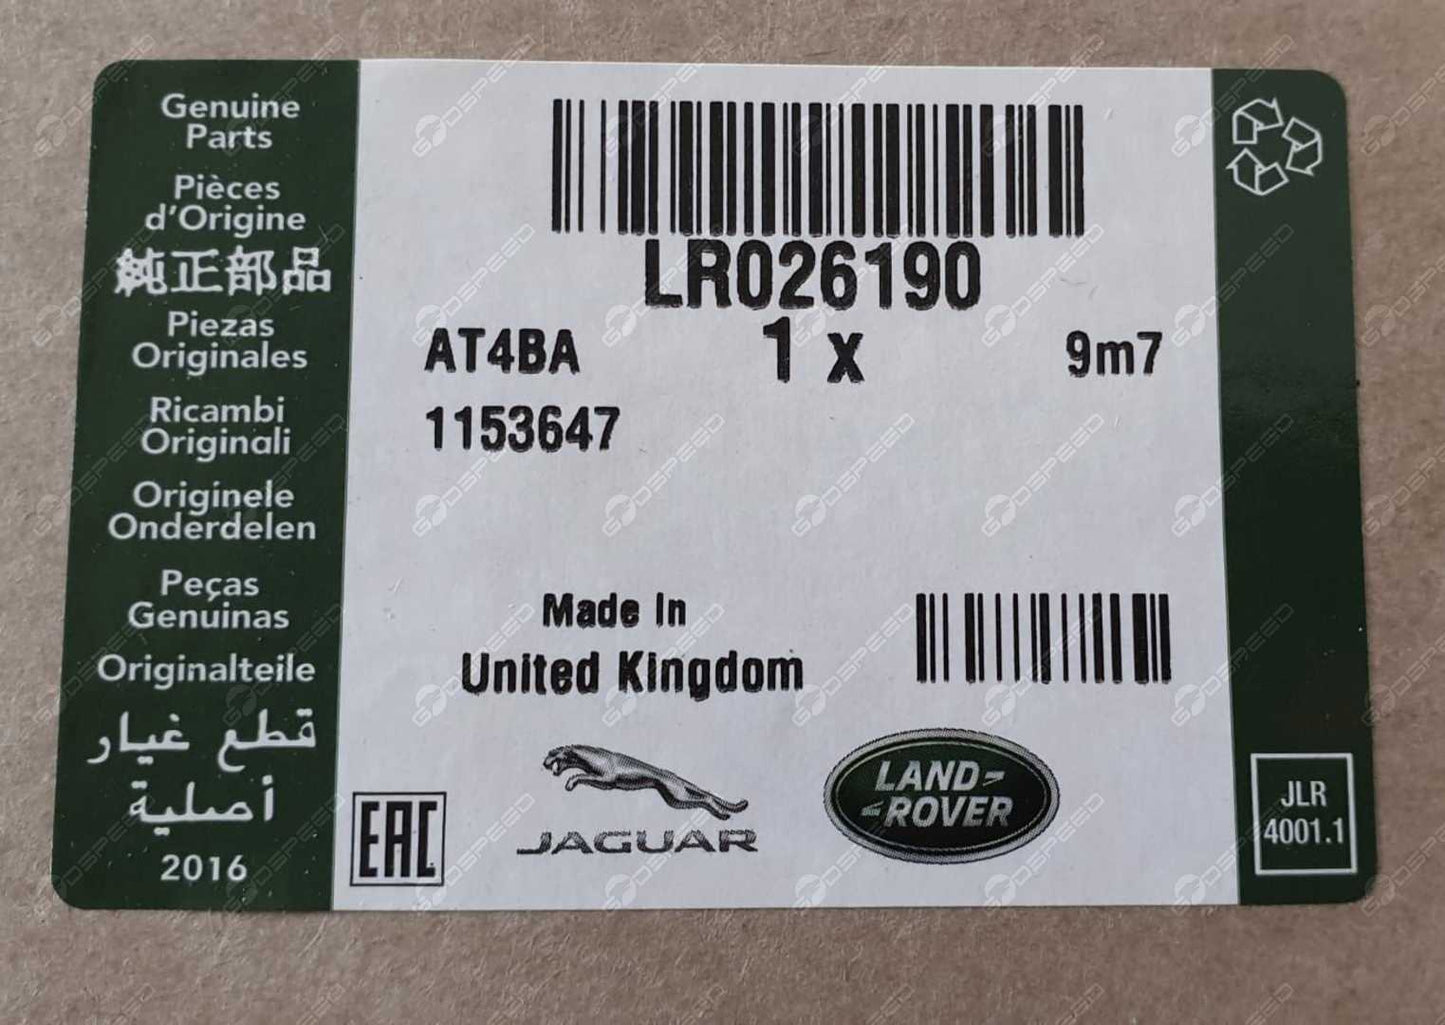 Genuine
Parts
Pièces
d'Origine
純正部品
Piezas
Originales
Ricambi
Originali
Originele
Onderdelen
Peças
Genuinas
Originalteile
قطع غيار
أصلية
2016
LR026190
AT4BA
1 x
9m7
1153647
Made In
United Kingdom
EAC
JAGUAR
LAND-
-ROVER
JLR
4001.1
GODSPEED